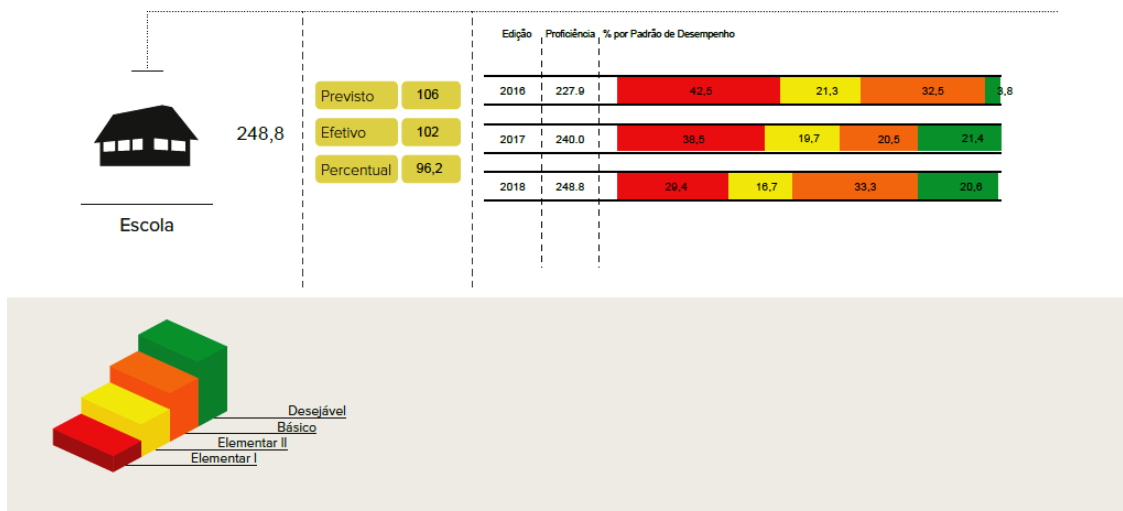 Edição Proficiência % por Padrão de Desempenho
248,8
Escola
Previsto 106
Efetivo 102
Percentual 96,2
2016 227.9 42,5 21,3 32,5 3,8
2017 240.0 38,5 19,7 20,5 21,4
2018 248.8 29,4 16,7 33,3 20,6
Desejável
Básico
Elementar II
Elementar I